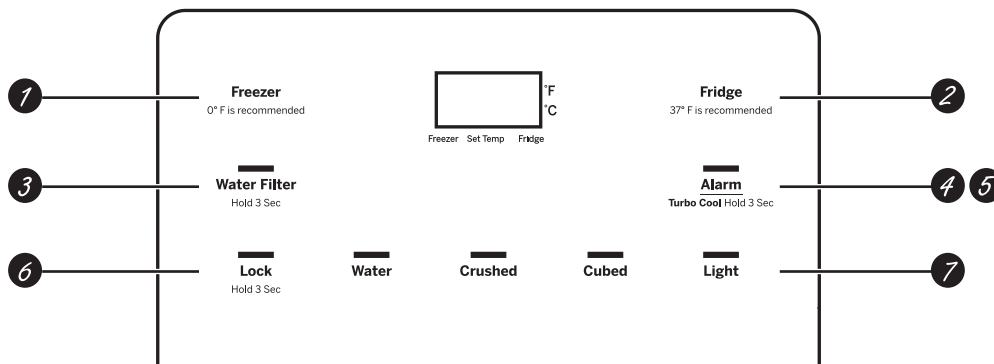 1
Freezer
0° F is recommended
°F
°C
Freezer Set Temp Fridge
Fridge
37° F is recommended
2
3
Water Filter
Hold 3 Sec
Alarm
Turbo Cool Hold 3 Sec
4 5
6
Lock
Hold 3 Sec
Water
Crushed
Cubed
Light
7